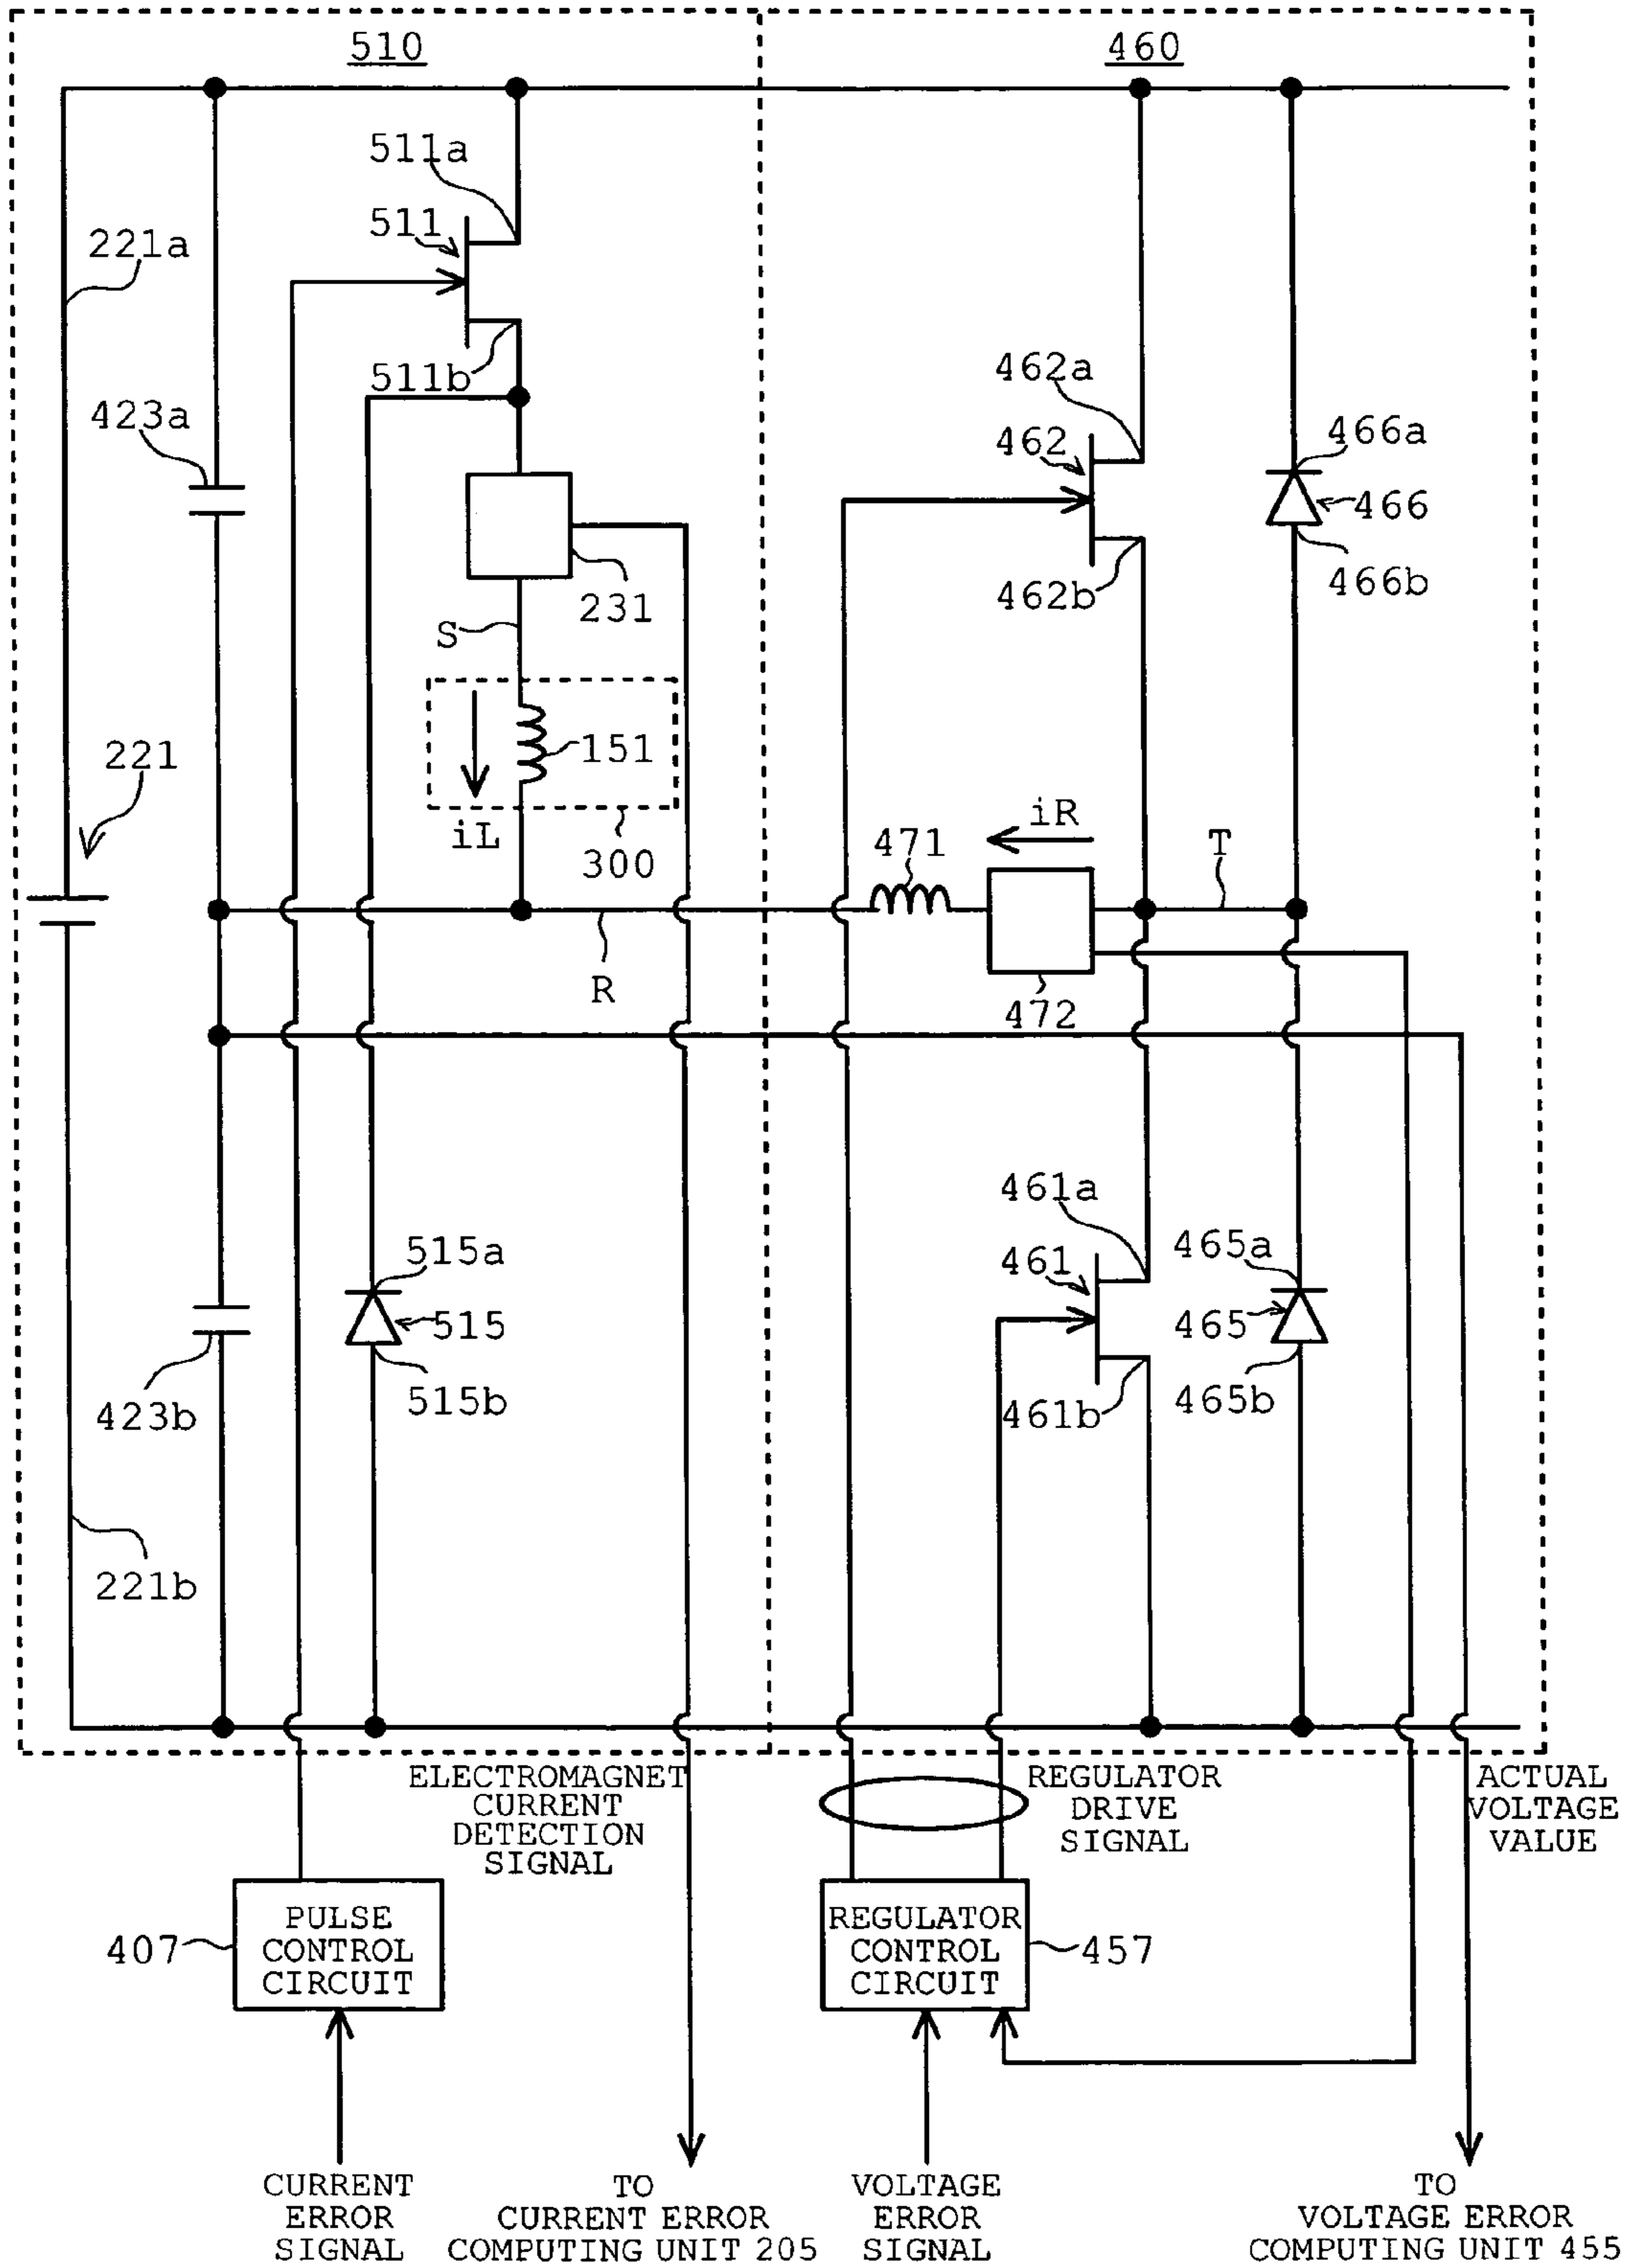 510
460
511a
511
221a
511b
462a
423a
462
466a
466
231
462b
466b
S
151
221
iL
300
471
iR
T
R
472
461a
515a
461
465a
515
465
515b
423b
461b
465b
221b
ELECTROMAGNET
CURRENT
DETECTION
SIGNAL
REGULATOR
DRIVE
SIGNAL
ACTUAL
VOLTAGE
VALUE
407
PULSE
CONTROL
CIRCUIT
REGULATOR
CONTROL
CIRCUIT
457
CURRENT
ERROR
SIGNAL
TO
CURRENT ERROR
COMPUTING UNIT 205
VOLTAGE
ERROR
SIGNAL
TO
VOLTAGE ERROR
COMPUTING UNIT 455